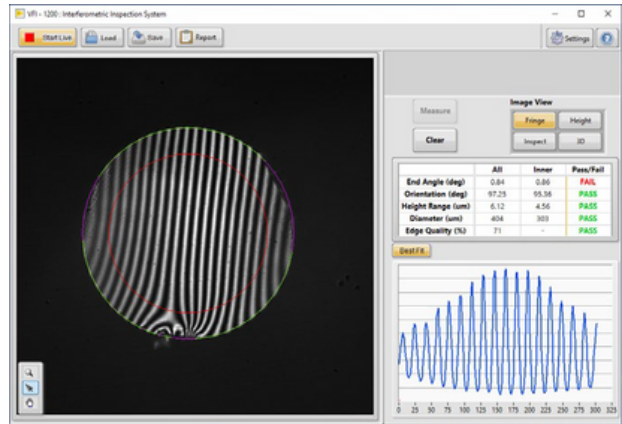 VFI - 1200 : Interferometric Inspection System
Start Live Load Save Report Settings
Measure Image View
Fringe Height
Clear Inspect 3D
All Inner Pass/Fail
End Angle (deg) 0.84 0.86 FAIL
Orientation (deg) 97.25 95.36 PASS
Height Range (um) 6.12 4.56 PASS
Diameter (um) 404 303 PASS
Edge Quality (%) 71 - PASS
Best Fit
0 25 50 75 100 125 150 175 200 225 250 275 300 325